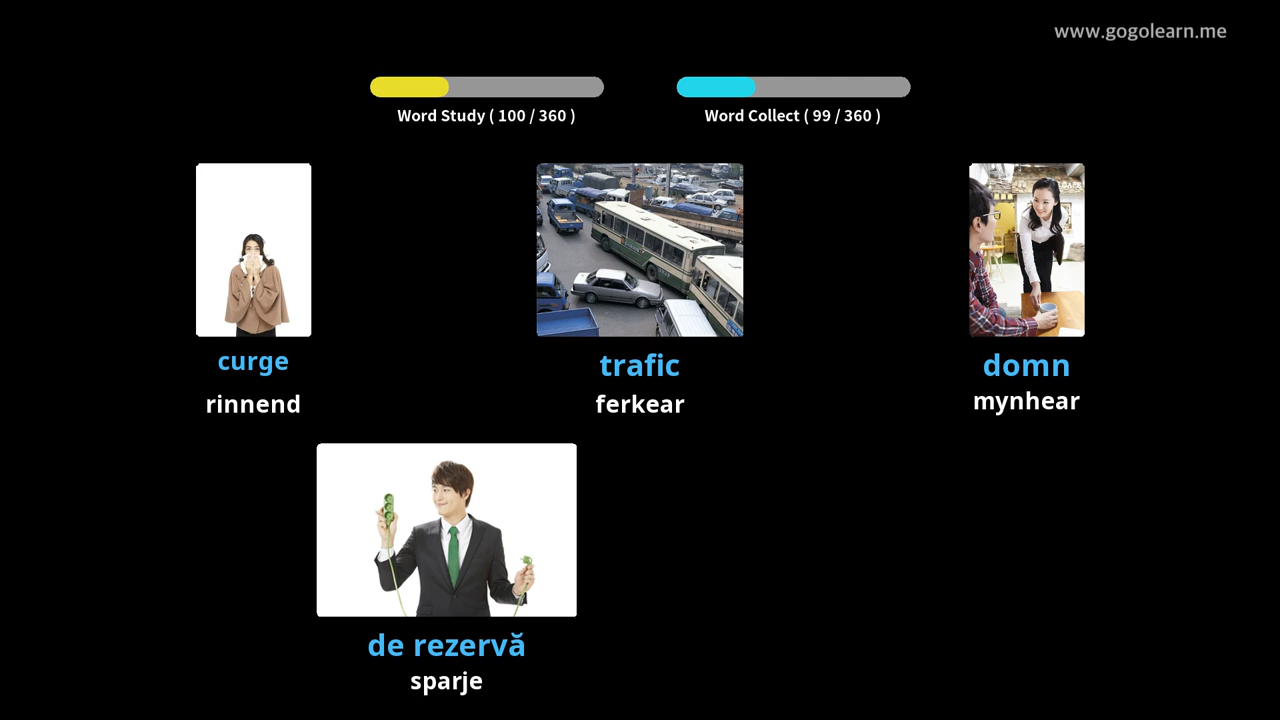 www.gogolearn.me
Word Study ( 100 / 360 )
Word Collect ( 99 / 360 )
curge
rinnend
trafic
ferkear
domn
mynhear
de rezervă
sparje